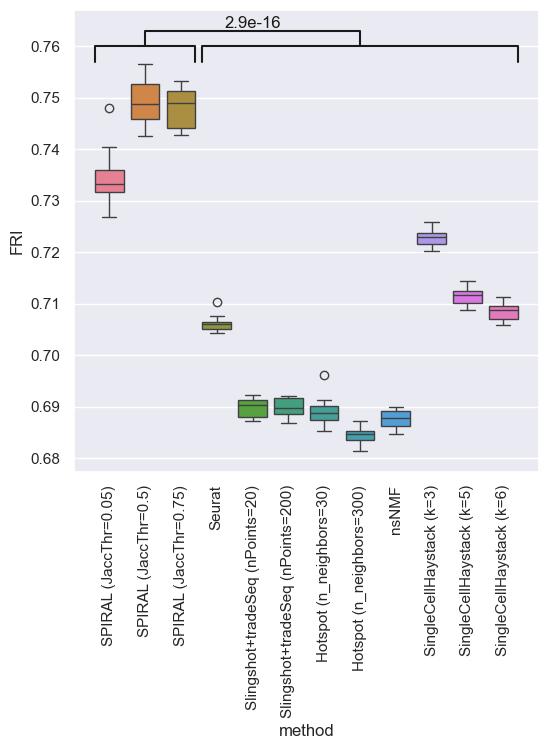 2.9e-16
0.76
0.75
0.74
0.73
0.72
0.71
0.70
0.69
0.68
FRI
SPIRAL (JaccThr=0.05)
SPIRAL (JaccThr=0.5)
SPIRAL (JaccThr=0.75)
Seurat
Slingshot+tradeSeq (nPoints=20)
Slingshot+tradeSeq (nPoints=200)
Hotspot (n_neighbors=30)
Hotspot (n_neighbors=300)
nsNMF
SingleCellHaystack (k=3)
SingleCellHaystack (k=5)
SingleCellHaystack (k=6)
method